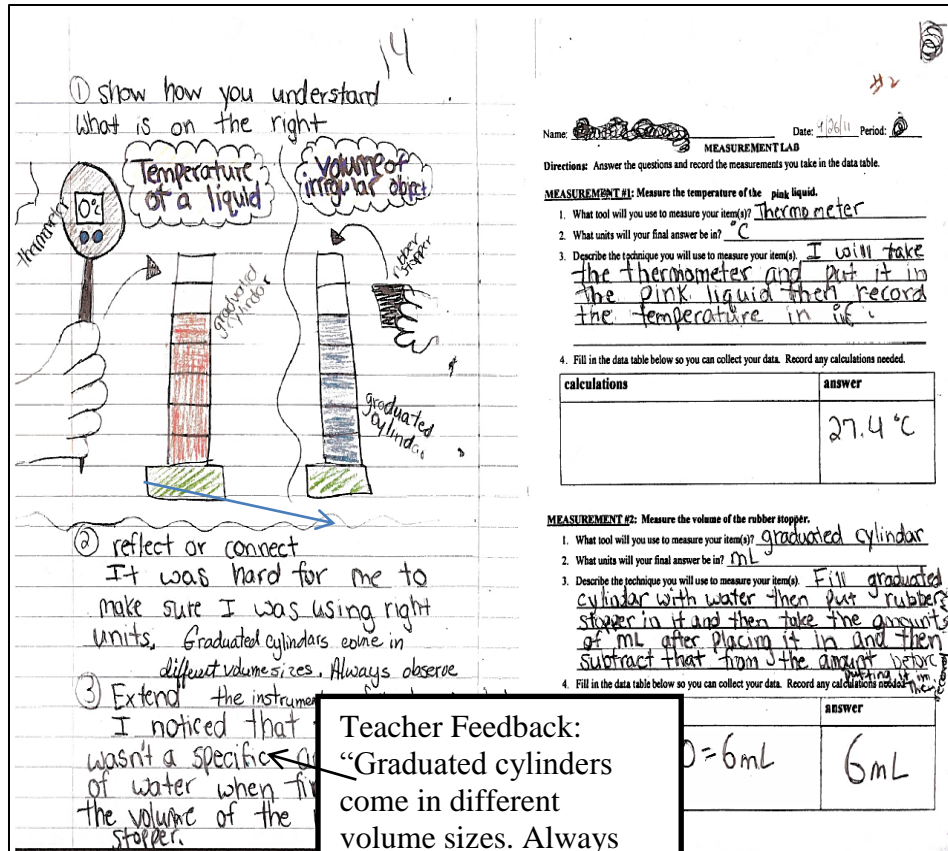 14
① show how you understand
What is on the right
Temperature
of a liquid
Volume of
irregular object
thermometer
0°C
graduated
cylindar
rubber
stopper
graduated
cylindar
② reflect or connect
It was hard for me to
make sure I was using right
units. Graduated cylindars come in
different volume sizes. Always observe
③ Extend the instrume
I noticed that
wasn't a specific
of water when fin
the volume of the
stopper.
Teacher Feedback:
“Graduated cylinders
come in different
volume sizes. Always
#2
Name: Date: 9/26/11 Period:
MEASUREMENT LAB
Directions: Answer the questions and record the measurements you take in the data table.
MEASUREMENT #1: Measure the temperature of the pink liquid.
1. What tool will you use to measure your item(s)? Thermometer
2. What units will your final answer be in? °C
3. Describe the technique you will use to measure your item(s). I will take
the thermometer and put it in
the pink liquid then record
the temperature in
4. Fill in the data table below so you can collect your data. Record any calculations needed.
calculations answer
27.4 °C
MEASUREMENT #2: Measure the volume of the rubber stopper.
1. What tool will you use to measure your item(s)? graduated cylindar
2. What units will your final answer be in? mL
3. Describe the technique you will use to measure your item(s). Fill graduated
cylindar with water then put rubber
stopper in it and then take the amount
of mL after placing it in and then
subtract that from the amount before
putting it in
4. Fill in the data table below so you can collect your data. Record any calculations needed.
answer
0=6mL
6mL